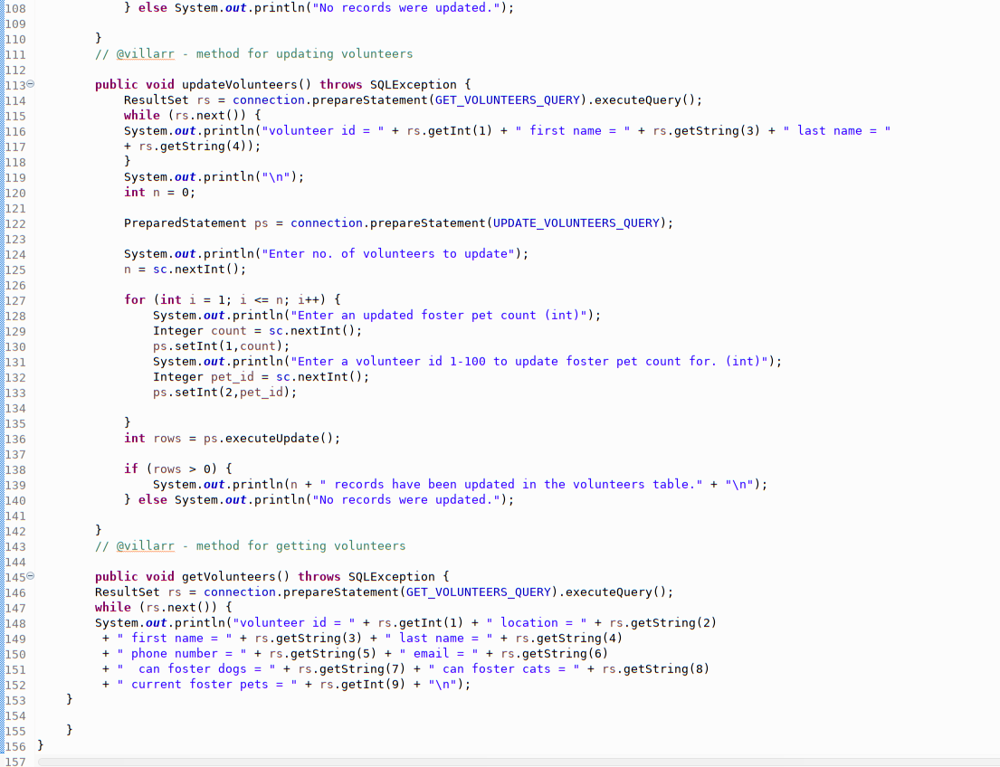 108             } else System.out.println("No records were updated.");
109
110         }
111         // @villarr - method for updating volunteers
112
113         public void updateVolunteers() throws SQLException {
114             ResultSet rs = connection.prepareStatement(GET_VOLUNTEERS_QUERY).executeQuery();
115             while (rs.next()) {
116             System.out.println("volunteer id = " + rs.getInt(1) + " first name = " + rs.getString(3) + " last name = "
117             + rs.getString(4));
118             }
119             System.out.println("\n");
120             int n = 0;
121
122             PreparedStatement ps = connection.prepareStatement(UPDATE_VOLUNTEERS_QUERY);
123
124             System.out.println("Enter no. of volunteers to update");
125             n = sc.nextInt();
126
127             for (int i = 1; i <= n; i++) {
128                 System.out.println("Enter an updated foster pet count (int)");
129                 Integer count = sc.nextInt();
130                 ps.setInt(1,count);
131                 System.out.println("Enter a volunteer id 1-100 to update foster pet count for. (int)");
132                 Integer pet_id = sc.nextInt();
133                 ps.setInt(2,pet_id);
134
135             }
136             int rows = ps.executeUpdate();
137
138             if (rows > 0) {
139                 System.out.println(n + " records have been updated in the volunteers table." + "\n");
140             } else System.out.println("No records were updated.");
141
142         }
143         // @villarr - method for getting volunteers
144
145         public void getVolunteers() throws SQLException {
146         ResultSet rs = connection.prepareStatement(GET_VOLUNTEERS_QUERY).executeQuery();
147         while (rs.next()) {
148         System.out.println("volunteer id = " + rs.getInt(1) + " location = " + rs.getString(2)
149          + " first name = " + rs.getString(3) + " last name = " + rs.getString(4)
150          + " phone number = " + rs.getString(5) + " email = " + rs.getString(6)
151          + "  can foster dogs = " + rs.getString(7) + " can foster cats = " + rs.getString(8)
152          + " current foster pets = " + rs.getInt(9) + "\n");
153     }
154
155     }
156 }
157